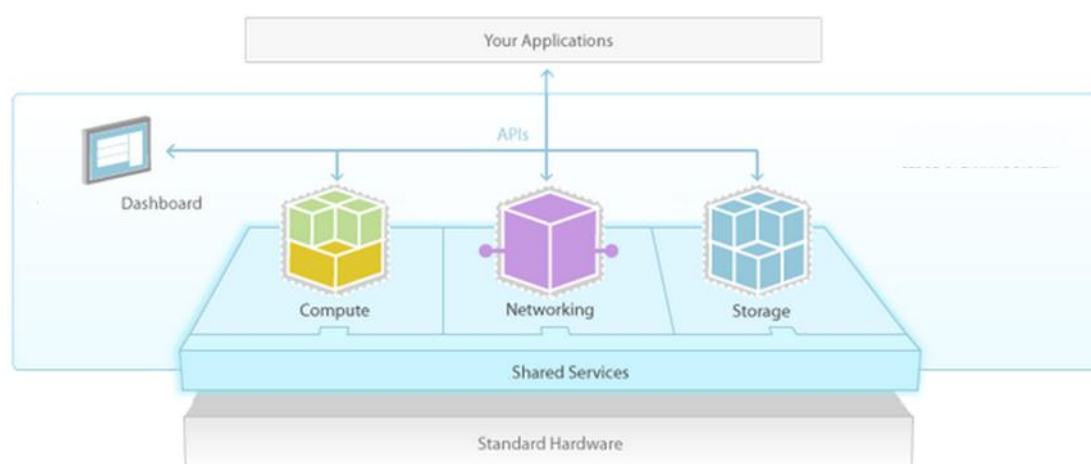 Your Applications
APIs
Dashboard
Compute
Networking
Storage
Shared Services
Standard Hardware